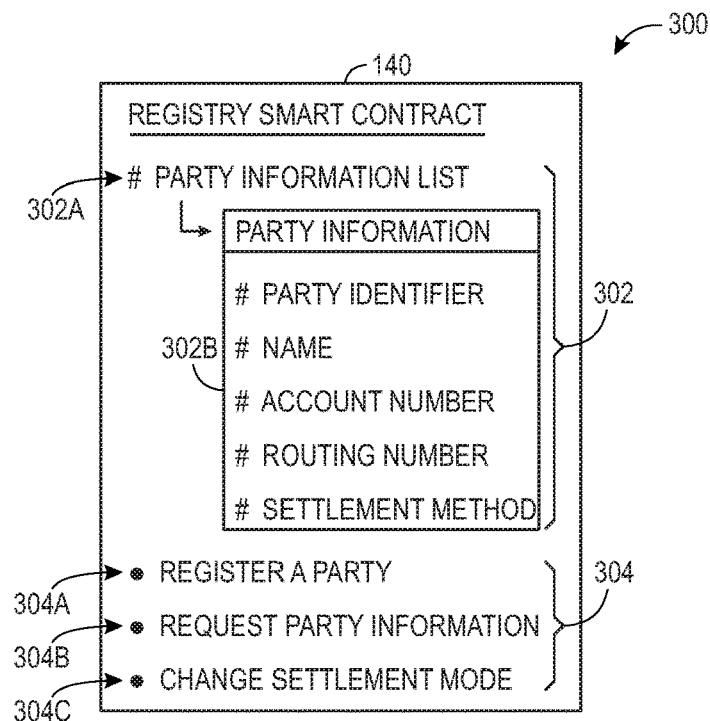 300
140
REGISTRY SMART CONTRACT
# PARTY INFORMATION LIST
302A
PARTY INFORMATION
# PARTY IDENTIFIER
302
302B # NAME
# ACCOUNT NUMBER
# ROUTING NUMBER
# SETTLEMENT METHOD
• REGISTER A PARTY
304
304A
• REQUEST PARTY INFORMATION
304B
• CHANGE SETTLEMENT MODE
304C